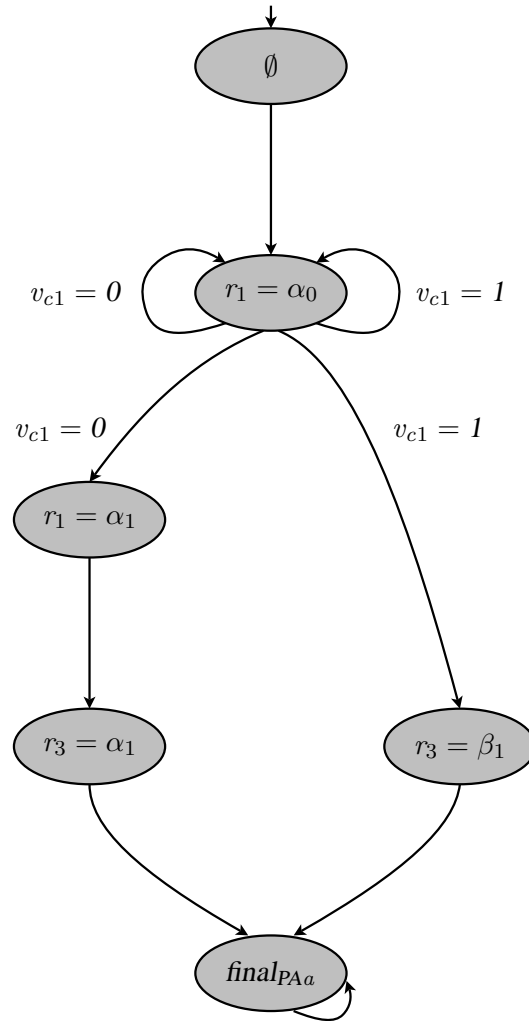 ∅
v_{c1} = 0
r_1 = α_0
v_{c1} = 1
v_{c1} = 0
v_{c1} = 1
r_1 = α_1
r_3 = α_1
r_3 = β_1
final_{PAa}